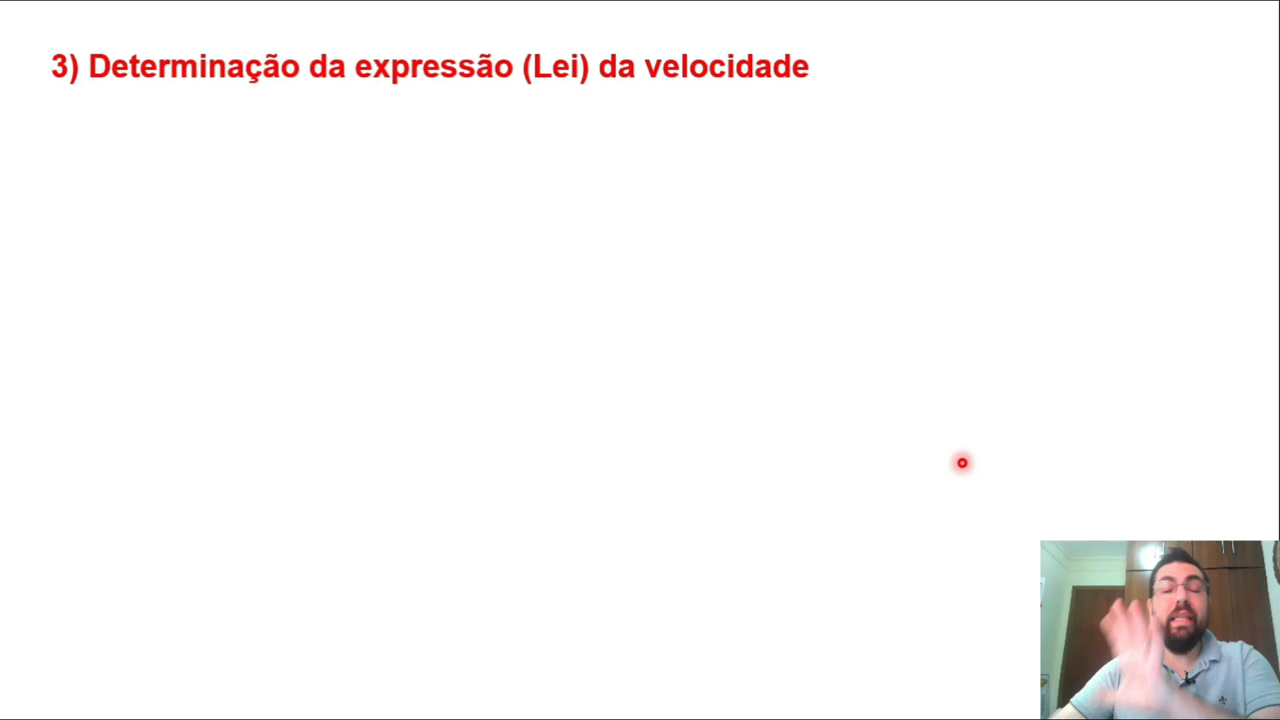 3) Determinação da expressão (Lei) da velocidade